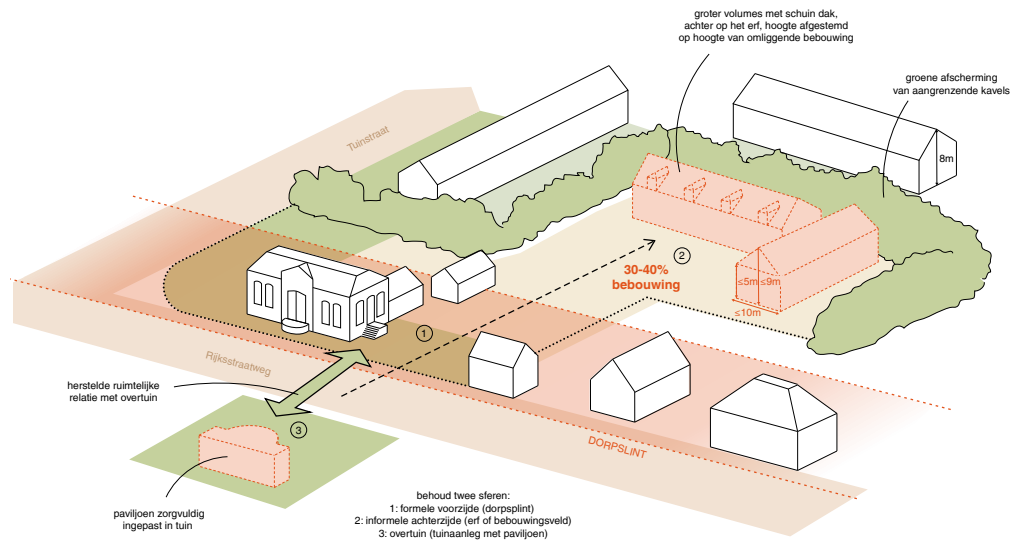 groter volumes met schuin dak,
achter op het erf, hoogte afgestemd
op hoogte van omliggende bebouwing
groene afscherming
van aangrenzende kavels
Tuinstraat
8m
2
30-40%
bebouwing
≤5m
≤9m
≤10m
1
Rijksstraatweg
herstelde ruimtelijke
relatie met overtuin
3
DORPSLINT
paviljoen zorgvuldig
ingepast in tuin
behoud twee sferen:
1: formele voorzijde (dorpsplint)
2: informele achterzijde (erf of bebouwingsveld)
3: overtuin (tuinaanleg met paviljoen)